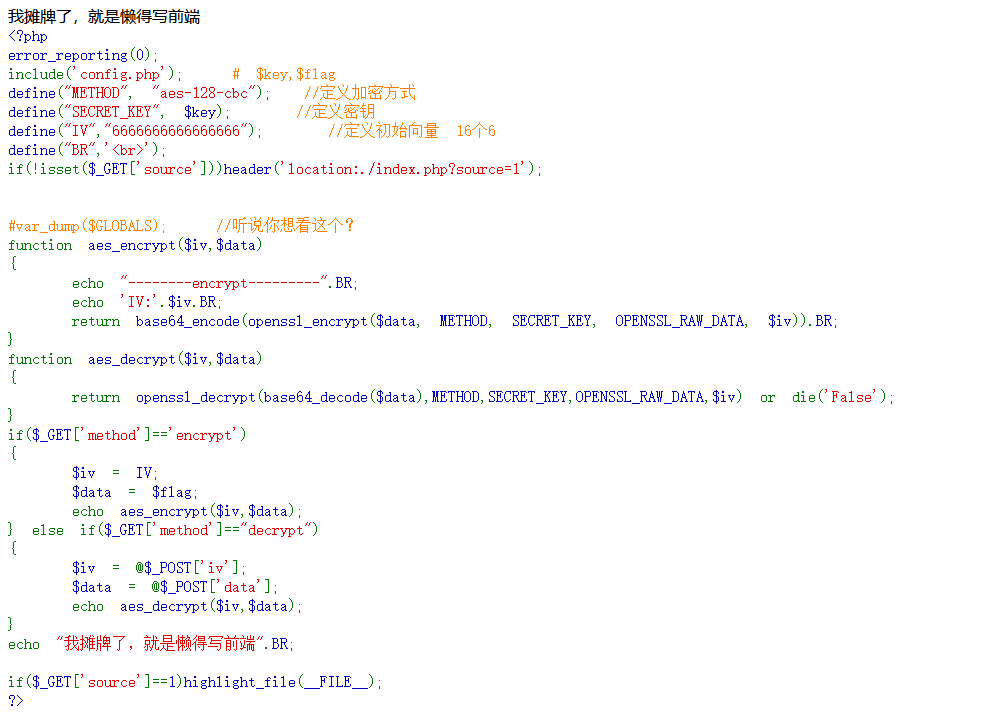 我摊牌了，就是懒得写前端
<?php
error_reporting(0);
include('config.php');      #  $key,$flag
define("METHOD",  "aes-128-cbc");    //定义加密方式
define("SECRET_KEY",  $key);       //定义密钥
define("IV","6666666666666666");        //定义初始向量  16个6
define("BR",'<br>');
if(!isset($_GET['source']))header('location:./index.php?source=1');
#var_dump($GLOBALS);      //听说你想看这个？
function  aes_encrypt($iv,$data)
{
        echo  "--------encrypt---------".BR;
        echo  'IV:'.$iv.BR;
        return  base64_encode(openssl_encrypt($data,  METHOD,  SECRET_KEY,  OPENSSL_RAW_DATA,  $iv)).BR;
}
function  aes_decrypt($iv,$data)
{
        return  openssl_decrypt(base64_decode($data),METHOD,SECRET_KEY,OPENSSL_RAW_DATA,$iv)  or  die('False');
}
if($_GET['method']=='encrypt')
{
        $iv  =  IV;
        $data  =  $flag;
        echo  aes_encrypt($iv,$data);
}  else  if($_GET['method']=="decrypt")
{
        $iv  =  @$_POST['iv'];
        $data  =  @$_POST['data'];
        echo  aes_decrypt($iv,$data);
}
echo  "我摊牌了，就是懒得写前端".BR;
if($_GET['source']==1)highlight_file(__FILE__);
?>